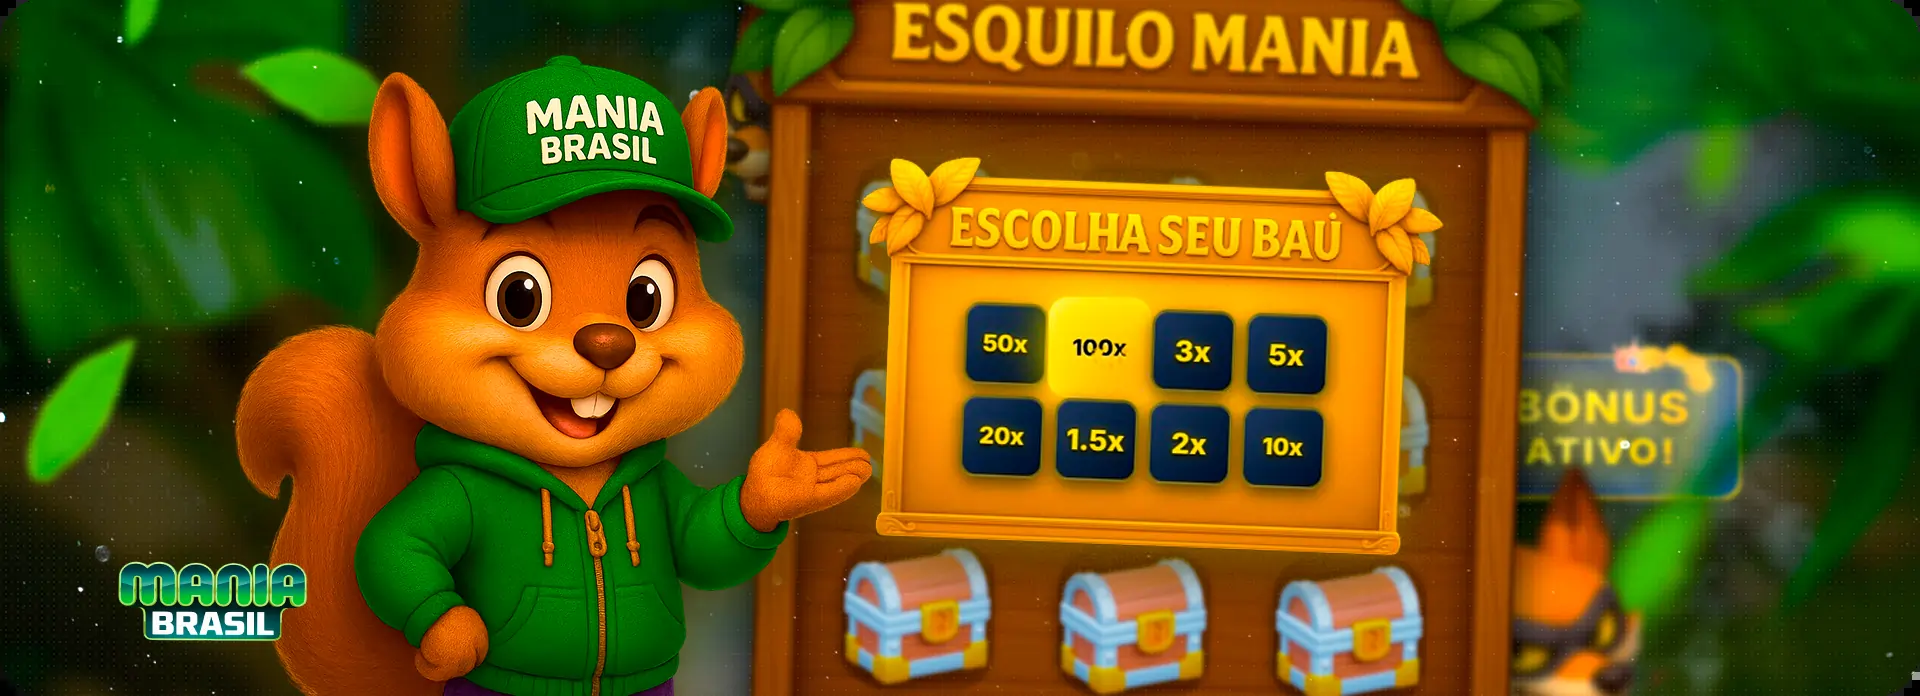 ESQUILO MANIA
MANIA
BRASIL
ESCOLHA SEU BAÚ
50x
100x
3x
5x
20x
1.5x
2x
10x
BÔNUS
ATIVO!
MANIA
BRASIL